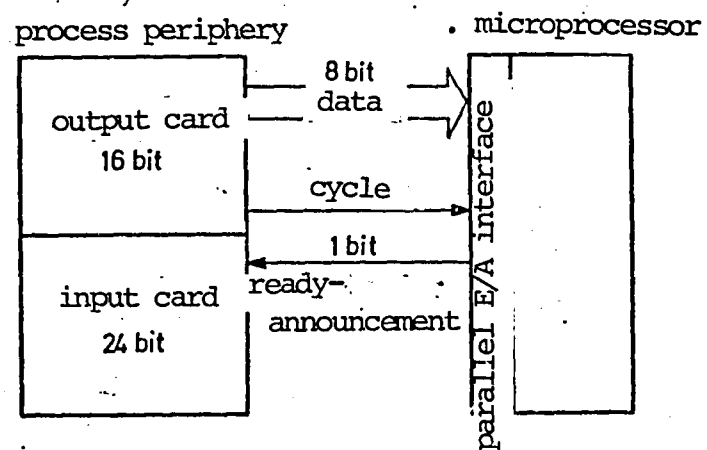 process periphery
microprocessor
output card
16 bit
8 bit
data
cycle
1 bit
ready-
announcement
input card
24 bit
parallel E/A interface